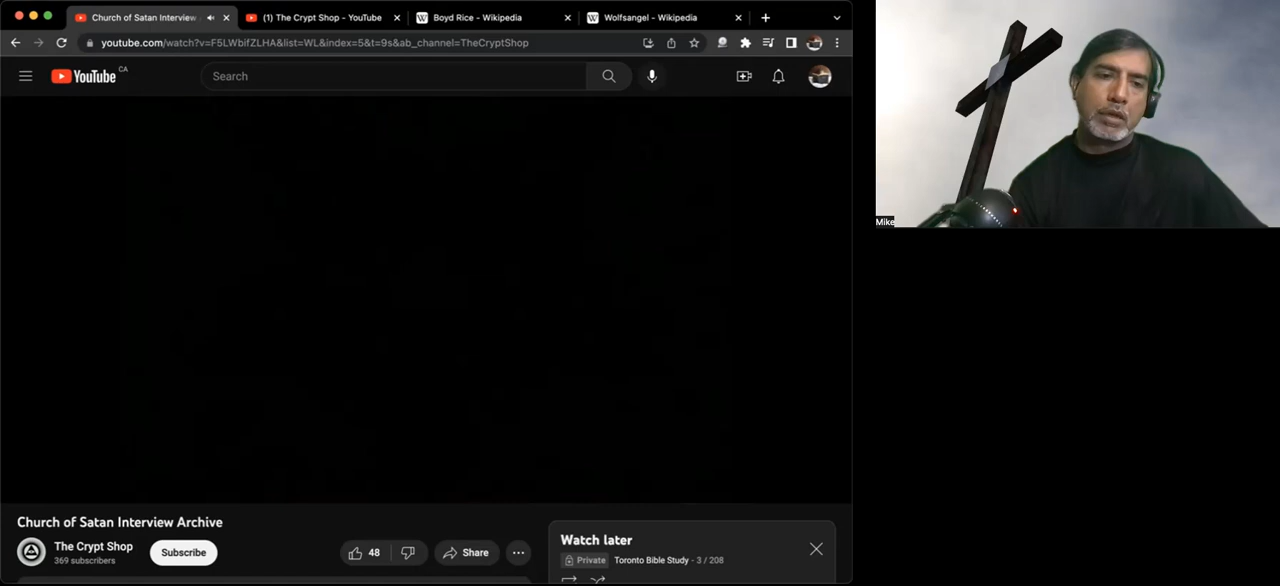 Church of Satan Interview
(1) The Crypt Shop - YouTube
Boyd Rice - Wikipedia
Wolfsangel - Wikipedia
youtube.com/watch?v=F5LWbifZLHA&list=WL&index=5&t=9s&ab_channel=TheCryptShop
YouTube CA
Search
Mike
Church of Satan Interview Archive
The Crypt Shop
369 subscribers
Subscribe
48
Share
Watch later
Private
Toronto Bible Study - 3 / 208